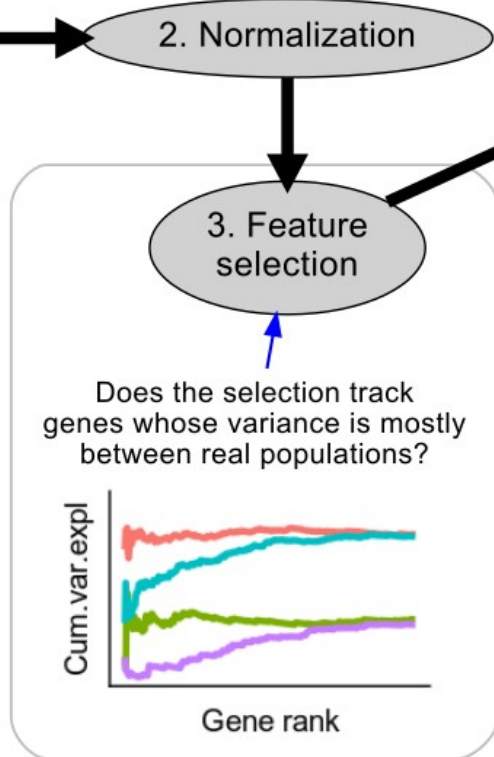 2. Normalization
3. Feature
selection
Does the selection track
genes whose variance is mostly
between real populations?
Cum.var.expl
Gene rank